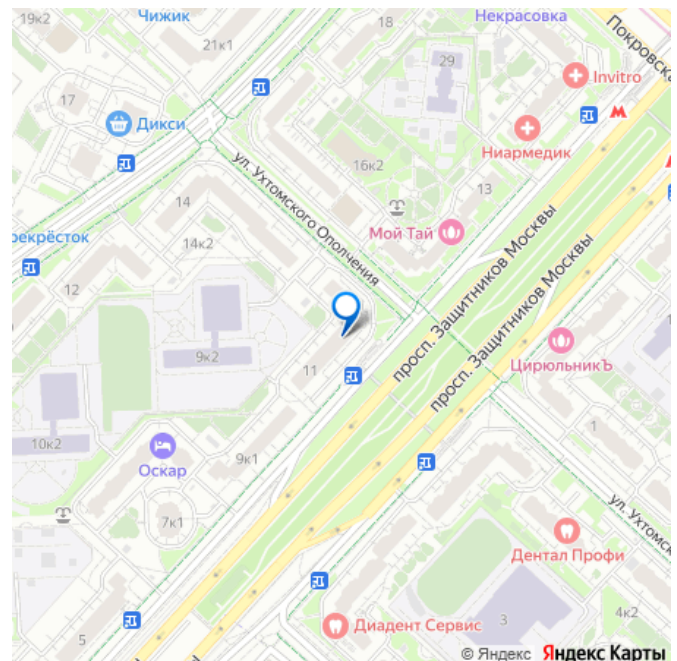 19к2
Чижик
18
Некрасовка
Покровска
21к1
29
Invitro
17
Дикси
Ниармедик
ул. Ухтомского Ополчения
16к2
13
14
Мой Тай
рекрёсток
14к2
12
просп. Защитников Москвы
просп. Защитников Москвы
9к2
11
ЦирюльникЪ
10к2
9к1
1
Оскар
7к1
ул. Ухтомск
Дентал Профи
Диадент Сервис
3
4к2
5
© Яндекс Яндекс Карты